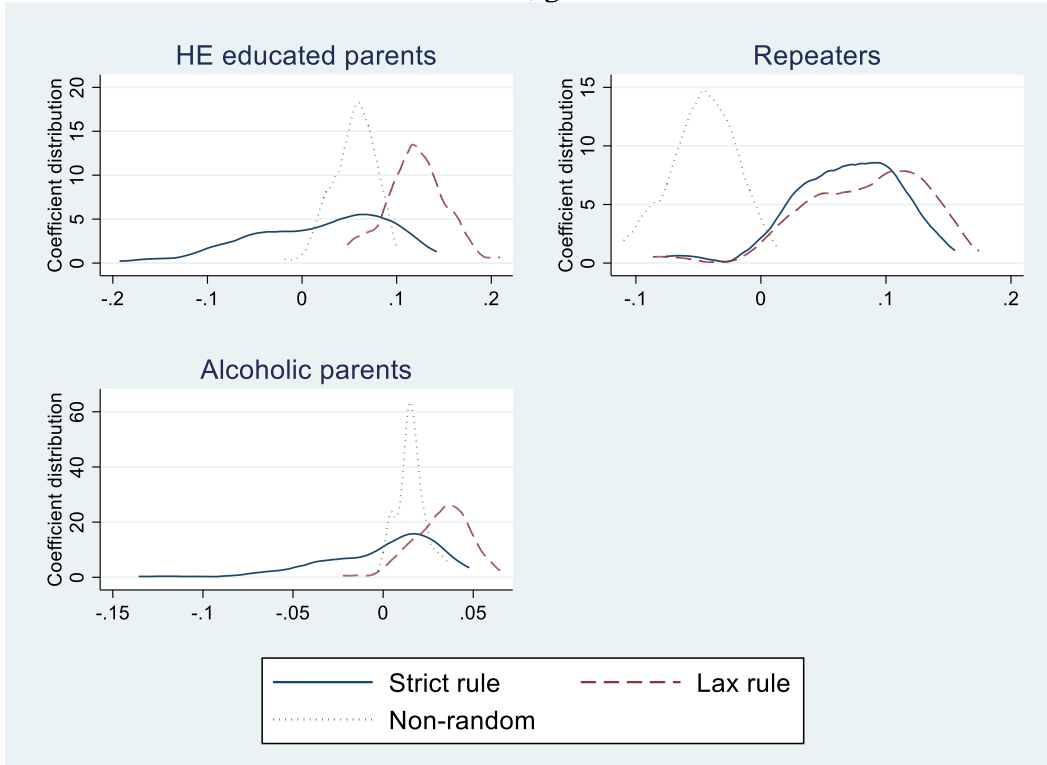 HE educated parents
Coefficient distribution
20
15
10
5
0
-.2 -.1 0 .1 .2
Repeaters
Coefficient distribution
15
10
5
0
-.1 0 .1 .2
Alcoholic parents
Coefficient distribution
60
40
20
0
-.15 -.1 -.05 0 .05
Strict rule Lax rule
Non-random